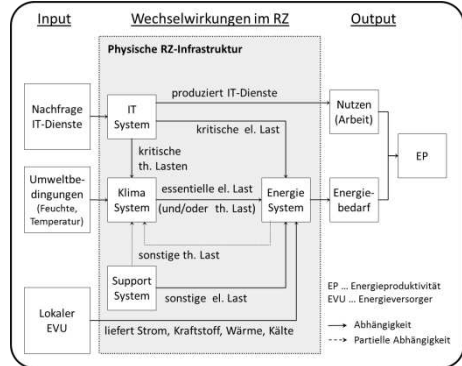 Input
Wechselwirkungen im RZ
Output
Physische RZ-Infrastruktur
Nachfrage
IT-Dienste
IT
System
produziert IT-Dienste
Nutzen
(Arbeit)
kritische el. Last
kritische
th. Lasten
EP
Umweltbe-
dingungen
(Feuchte,
Temperatur)
Klima
System
essentielle el. Last
(und/oder th. Last)
Energie
System
Energie-
bedarf
sonstige th. Last
Support
System
sonstige el. Last
EP ... Energieproduktivität
EVU ... Energieversorger
Lokaler
EVU
liefert Strom, Kraftstoff, Wärme, Kälte
Abhängigkeit
Partielle Abhängigkeit